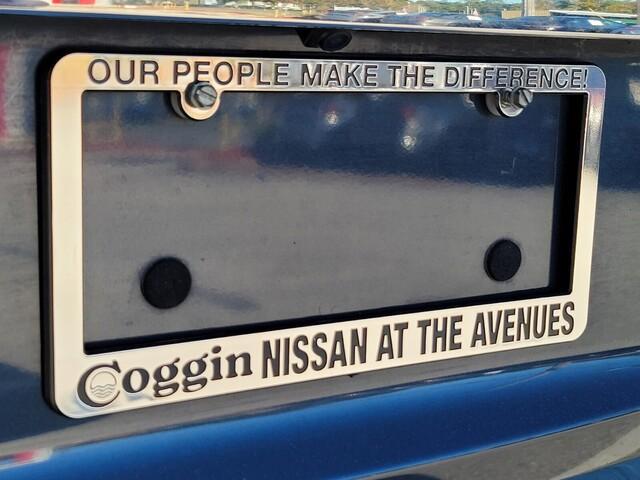 OUR PEOPLE MAKE THE DIFFERENCE!
Coggin NISSAN AT THE AVENUES